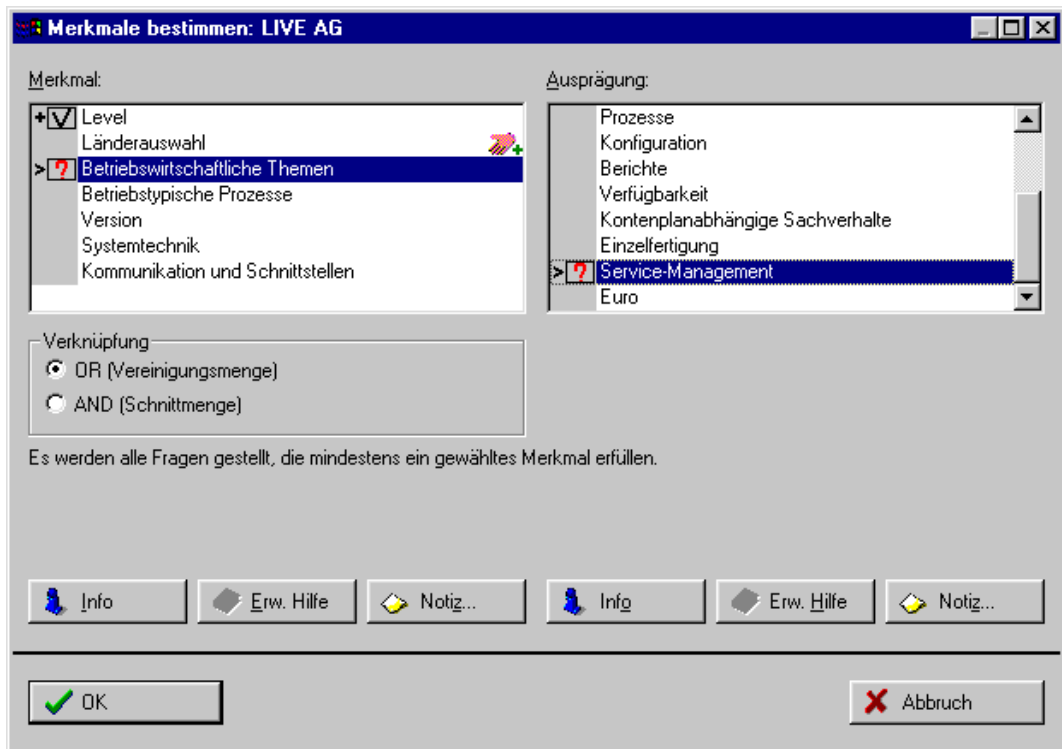 Merkmale bestimmen: LIVE AG
Merkmal:
Level
Länderauswahl
Betriebswirtschaftliche Themen
Betriebstypische Prozesse
Version
Systemtechnik
Kommunikation und Schnittstellen
Ausprägung:
Prozesse
Konfiguration
Berichte
Verfügbarkeit
Kontenplanabhängige Sachverhalte
Einzelfertigung
Service-Management
Euro
Verknüpfung
OR (Vereinigungsmenge)
AND (Schnittmenge)
Es werden alle Fragen gestellt, die mindestens ein gewähltes Merkmal erfüllen.
Info
Erw. Hilfe
Notiz...
Info
Erw. Hilfe
Notiz...
OK
Abbruch